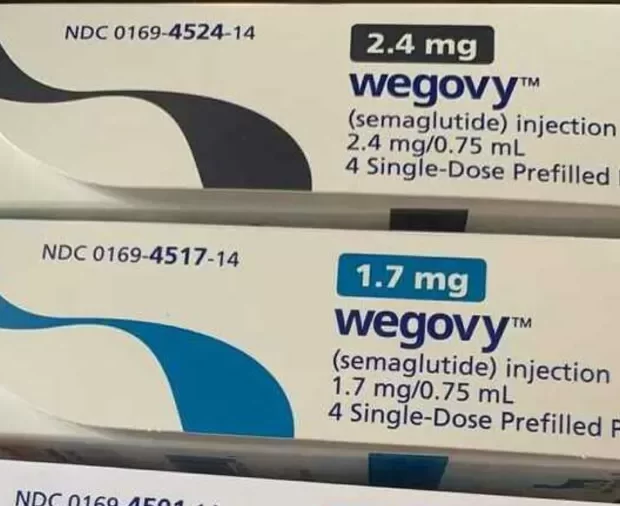 NDC 0169-4524-14
2.4 mg
wegovy™
(semaglutide) injection
2.4 mg/0.75 mL
4 Single-Dose Prefilled
NDC 0169-4517-14
1.7 mg
wegovy™
(semaglutide) injection
1.7 mg/0.75 mL
4 Single-Dose Prefilled
NDC 0169